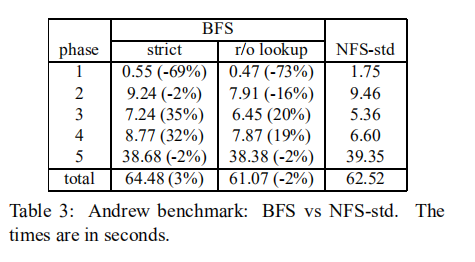 BFS
phase strict r/o lookup NFS-std
1 0.55 (-69%) 0.47 (-73%) 1.75
2 9.24 (-2%) 7.91 (-16%) 9.46
3 7.24 (35%) 6.45 (20%) 5.36
4 8.77 (32%) 7.87 (19%) 6.60
5 38.68 (-2%) 38.38 (-2%) 39.35
total 64.48 (3%) 61.07 (-2%) 62.52
Table 3: Andrew benchmark: BFS vs NFS-std. The
times are in seconds.